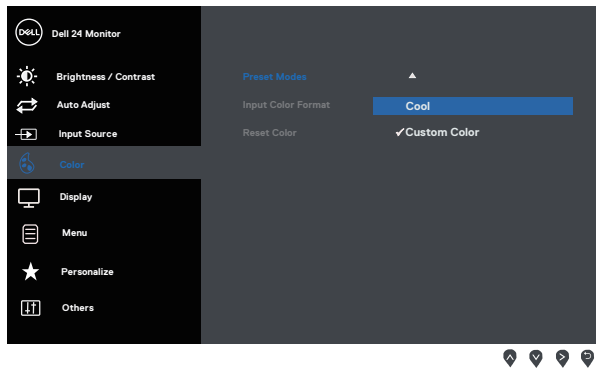 DELL Dell 24 Monitor
Brightness / Contrast
Auto Adjust
Input Source
Color
Display
Menu
Personalize
Others
Preset Modes
Input Color Format
Reset Color
Cool
✓Custom Color